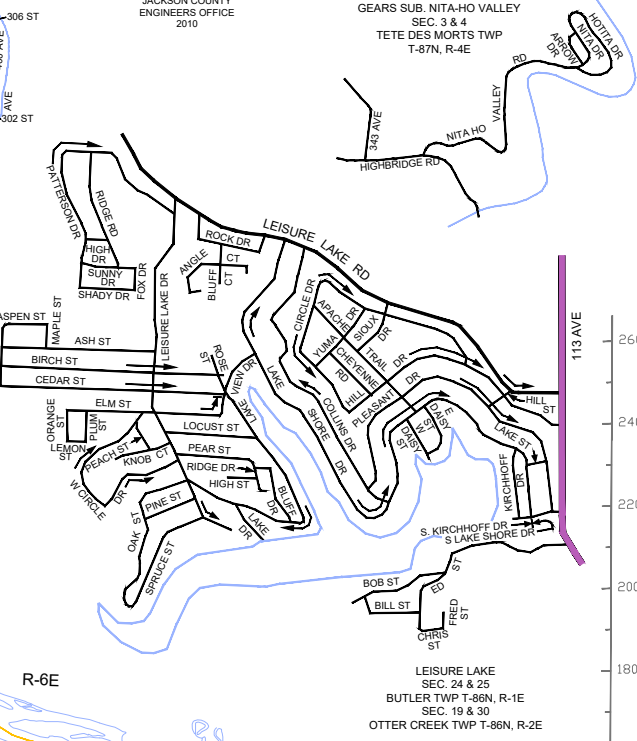 JACKSON COUNTY
ENGINEERS OFFICE
2010
GEARS SUB. NITA-HO VALLEY
SEC. 3 & 4
TETE DES MORTS TWP
T-87N, R-4E
306 ST
AVE
302 ST
HOTITA DR
NITA DR
ARROW DR
NITA HO VALLEY RD
343 AVE
HIGHBRIDGE RD
PATTERSON DR
RIDGE RD
HIGH DR
SUNNY DR
SHADY DR
FOX DR
LEISURE LAKE DR
ROCK DR
ANGLE CT
BLUFF CT
LEISURE LAKE RD
CIRCLE DR
APACHE DR
SIOUX DR
YUMA
CHEYENNE RD
TRAIL DR
HILL
PLEASANT DR
COLLINS DR
LAKE SHORE DR
113 AVE
MAPLE ST
ASPEN ST
ASH ST
BIRCH ST
CEDAR ST
ROSE ST
LAKE VIEW DR
ELM ST
ORANGE ST
PLUM ST
LEMON ST
LOCUST ST
PEACH ST
KNOB CT
W CIRCLE DR
PEAR ST
RIDGE DR
HIGH ST
BLUFF DR
PINE ST
OAK ST
SPRUCE ST
LAKE DR
E DAISY ST
W DAISY ST
HILL ST
LAKE ST
KIRCHHOFF DR
S. KIRCHHOFF DR
S LAKE SHORE DR
BOB ST
BILL ST
ED ST
FRED ST
CHRIS ST
240
220
200
180
R-6E
LEISURE LAKE
SEC. 24 & 25
BUTLER TWP T-86N, R-1E
SEC. 19 & 30
OTTER CREEK TWP T-86N, R-2E